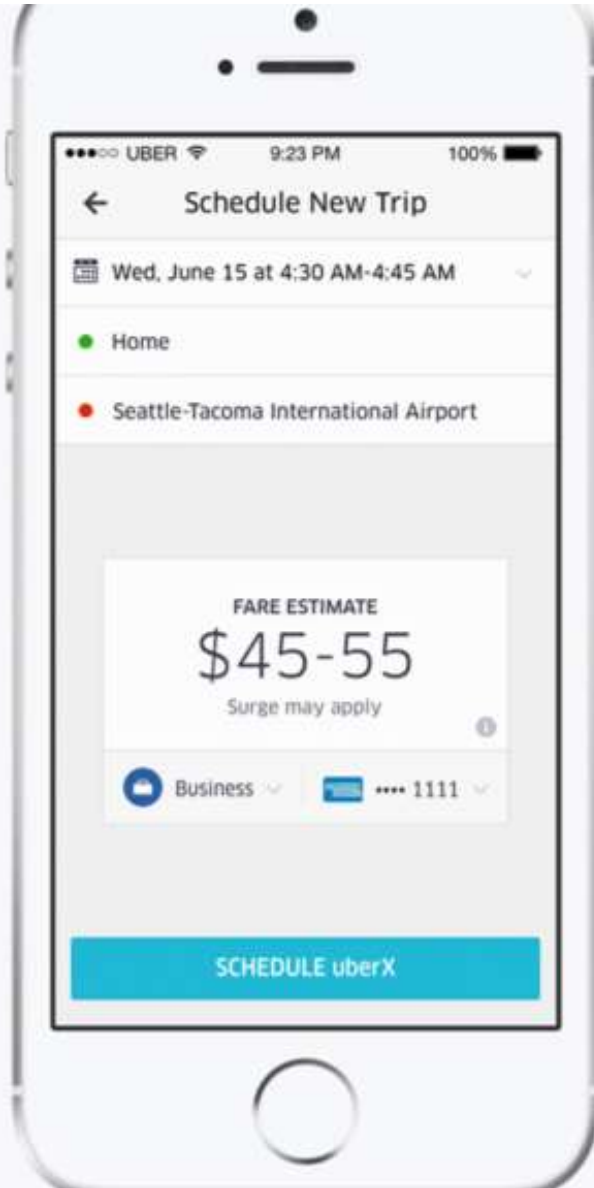 ●●●○○ UBER 9:23 PM 100%
Schedule New Trip
Wed, June 15 at 4:30 AM-4:45 AM
Home
Seattle-Tacoma International Airport
FARE ESTIMATE
$45-55
Surge may apply
Business •••• 1111
SCHEDULE uberX